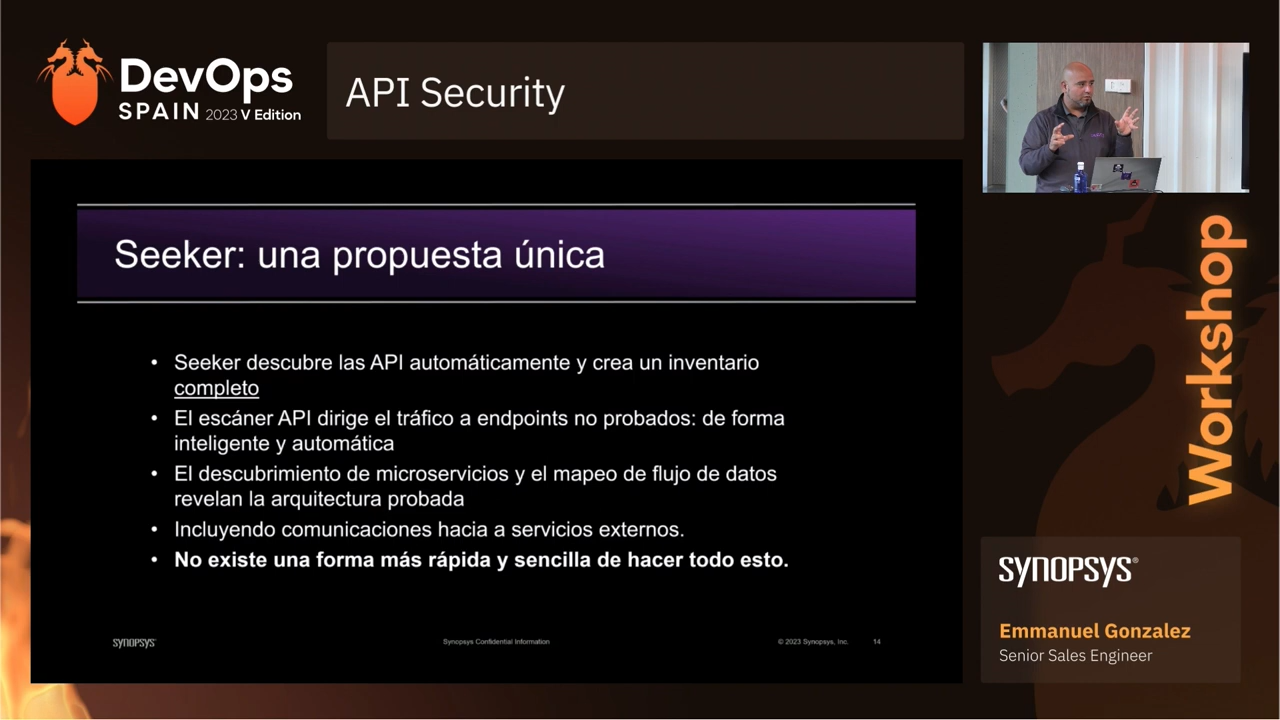 DevOps
SPAIN 2023 V Edition
API Security
Seeker: una propuesta única
• Seeker descubre las API automáticamente y crea un inventario
completo
• El escáner API dirige el tráfico a endpoints no probados: de forma
inteligente y automática
• El descubrimiento de microservicios y el mapeo de flujo de datos
revelan la arquitectura probada
• Incluyendo comunicaciones hacia a servicios externos.
• No existe una forma más rápida y sencilla de hacer todo esto.
SYNOPSYS®
Synopsys Confidential Information
© 2023 Synopsys, Inc.
14
Workshop
SYNOPSYS®
Emmanuel Gonzalez
Senior Sales Engineer